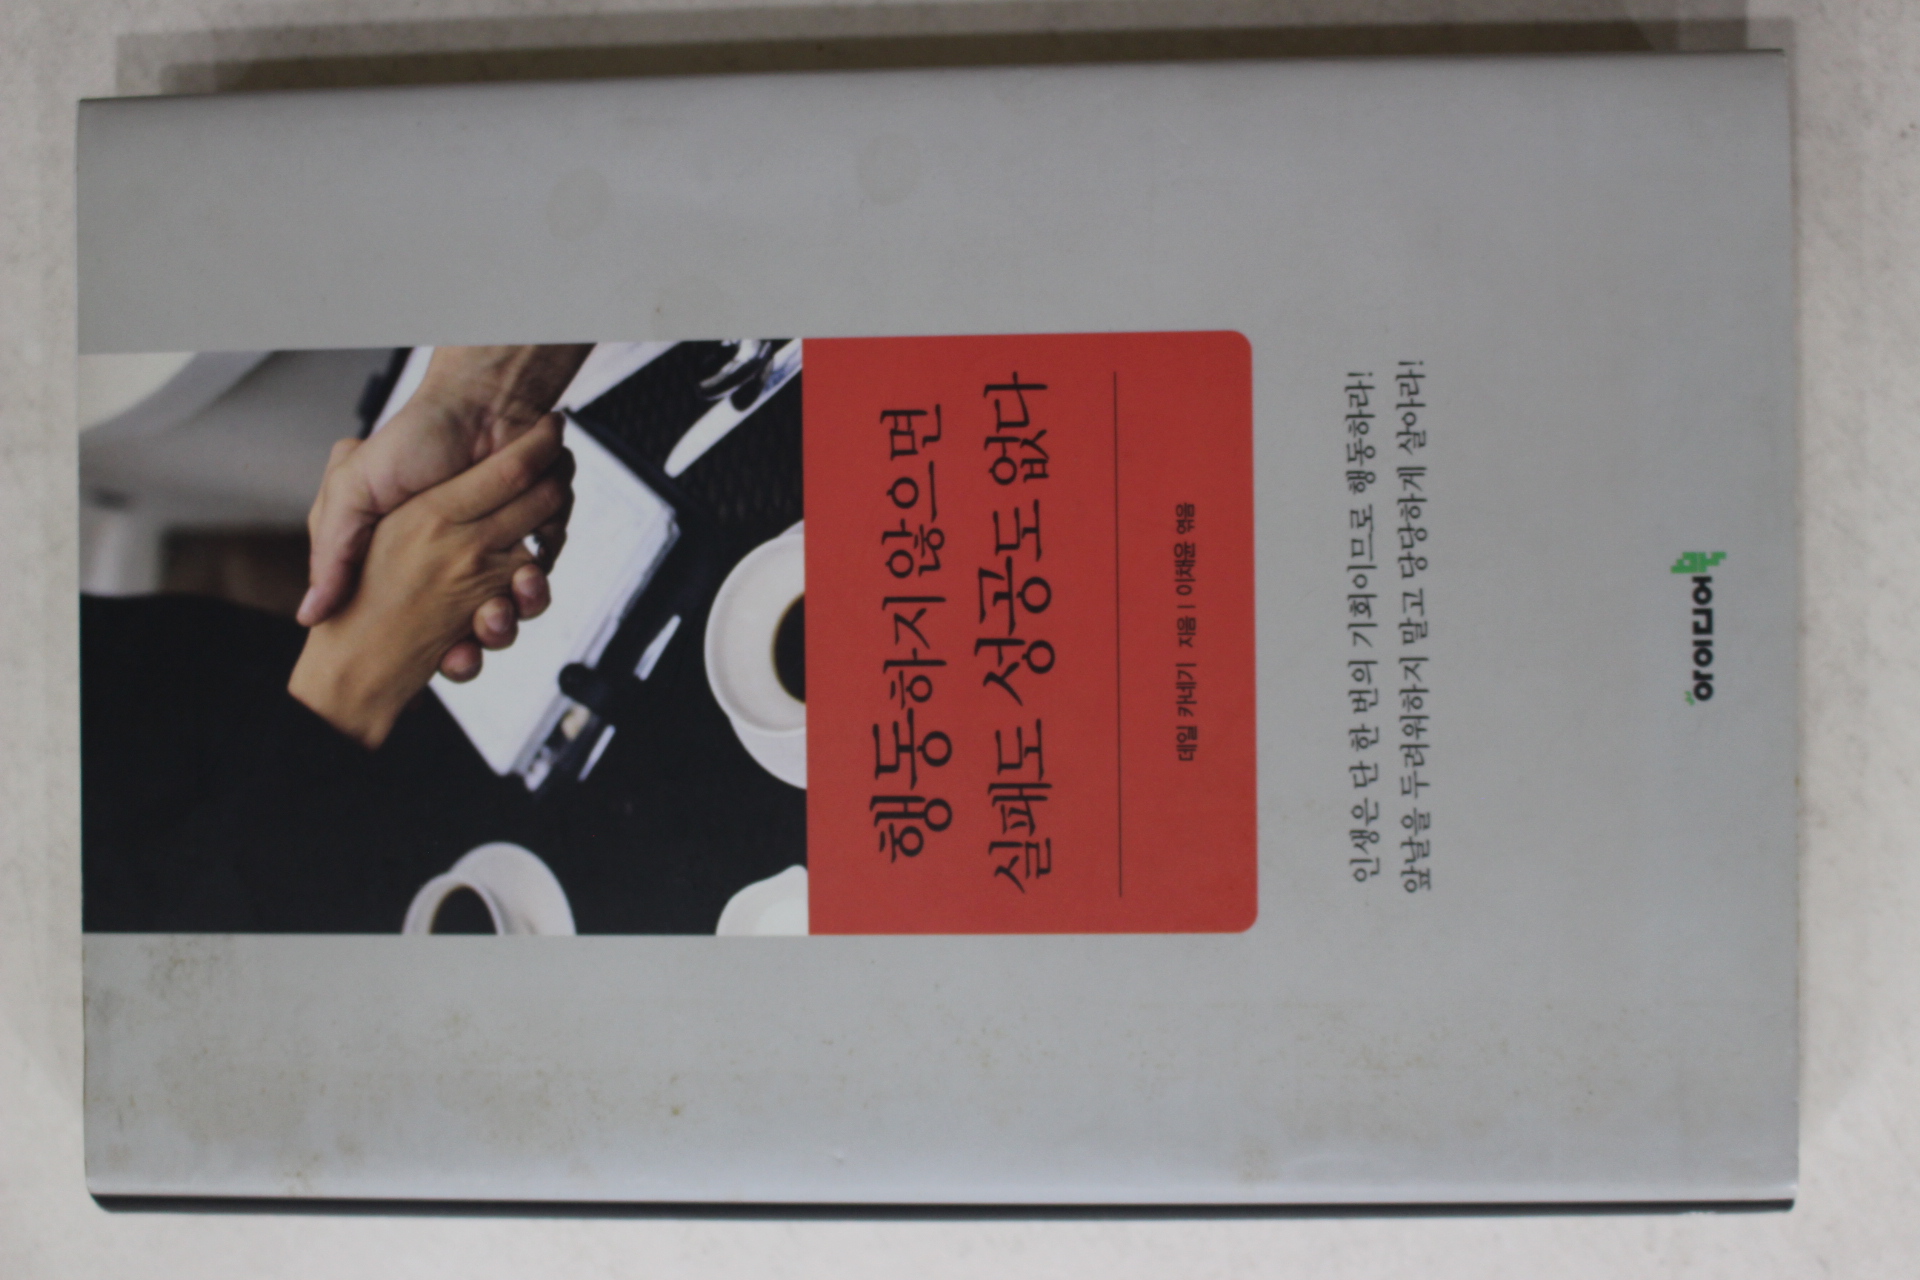 행동하지 않으면
실패도 성공도 없다
데일 카네기 지음 | 이채윤 엮음
인생은 단 한 번의 기회이므로 행동하라!
앞날을 두려워하지 말고 당당하게 살아라!
아이디어북